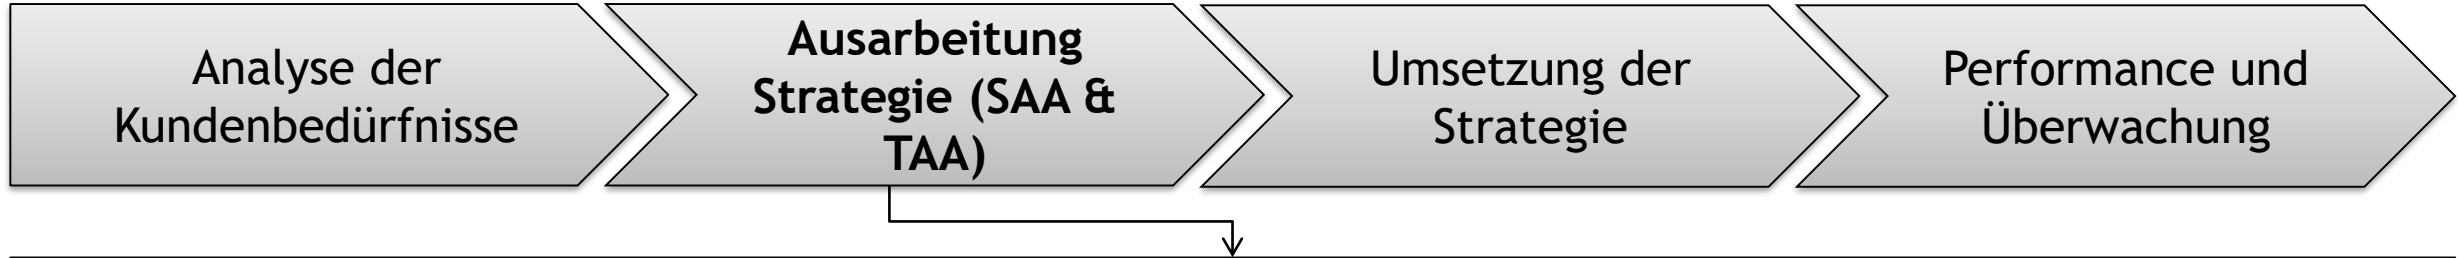 Analyse der
Kundenbedürfnisse
Ausarbeitung
Strategie (SAA &
TAA)
Umsetzung der
Strategie
Performance und
Überwachung